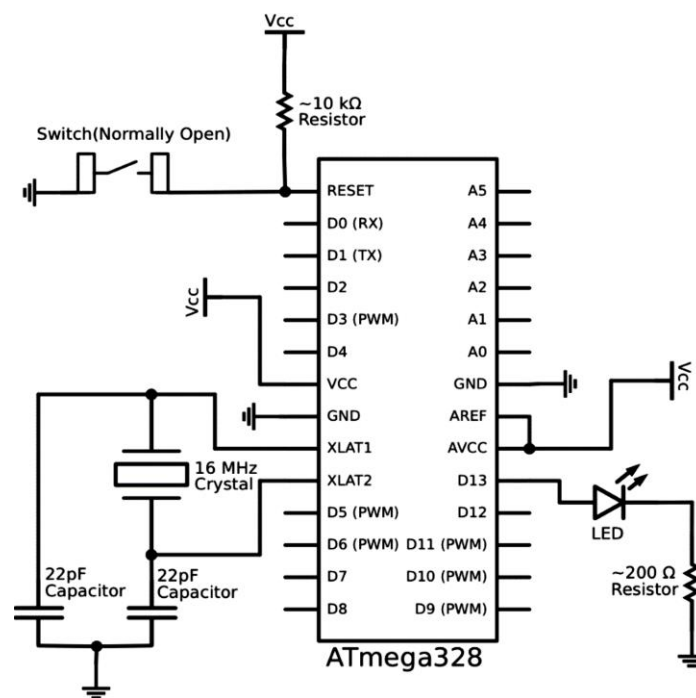 Vcc
~10 kΩ
Resistor
Switch(Normally Open)
RESET
D0 (RX)
D1 (TX)
D2
D3 (PWM)
D4
VCC
GND
XLAT1
XLAT2
D5 (PWM)
D6 (PWM)
D7
D8
A5
A4
A3
A2
A1
A0
GND
AREF
AVCC
D13
D12
D11 (PWM)
D10 (PWM)
D9 (PWM)
Vcc
Vcc
16 MHz
Crystal
22pF
Capacitor
22pF
Capacitor
LED
~200 Ω
Resistor
ATmega328